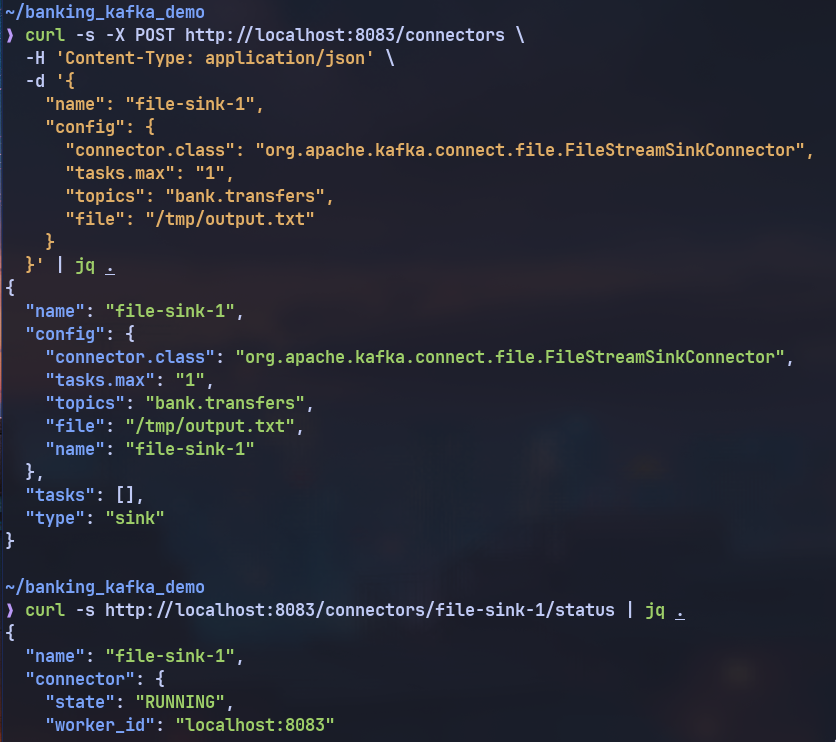 ~/banking_kafka_demo
❯ curl -s -X POST http://localhost:8083/connectors \
  -H 'Content-Type: application/json' \
  -d '{
    "name": "file-sink-1",
    "config": {
      "connector.class": "org.apache.kafka.connect.file.FileStreamSinkConnector",
      "tasks.max": "1",
      "topics": "bank.transfers",
      "file": "/tmp/output.txt"
    }
  }' | jq .
{
  "name": "file-sink-1",
  "config": {
    "connector.class": "org.apache.kafka.connect.file.FileStreamSinkConnector",
    "tasks.max": "1",
    "topics": "bank.transfers",
    "file": "/tmp/output.txt",
    "name": "file-sink-1"
  },
  "tasks": [],
  "type": "sink"
}
~/banking_kafka_demo
❯ curl -s http://localhost:8083/connectors/file-sink-1/status | jq .
{
  "name": "file-sink-1",
  "connector": {
    "state": "RUNNING",
    "worker_id": "localhost:8083"